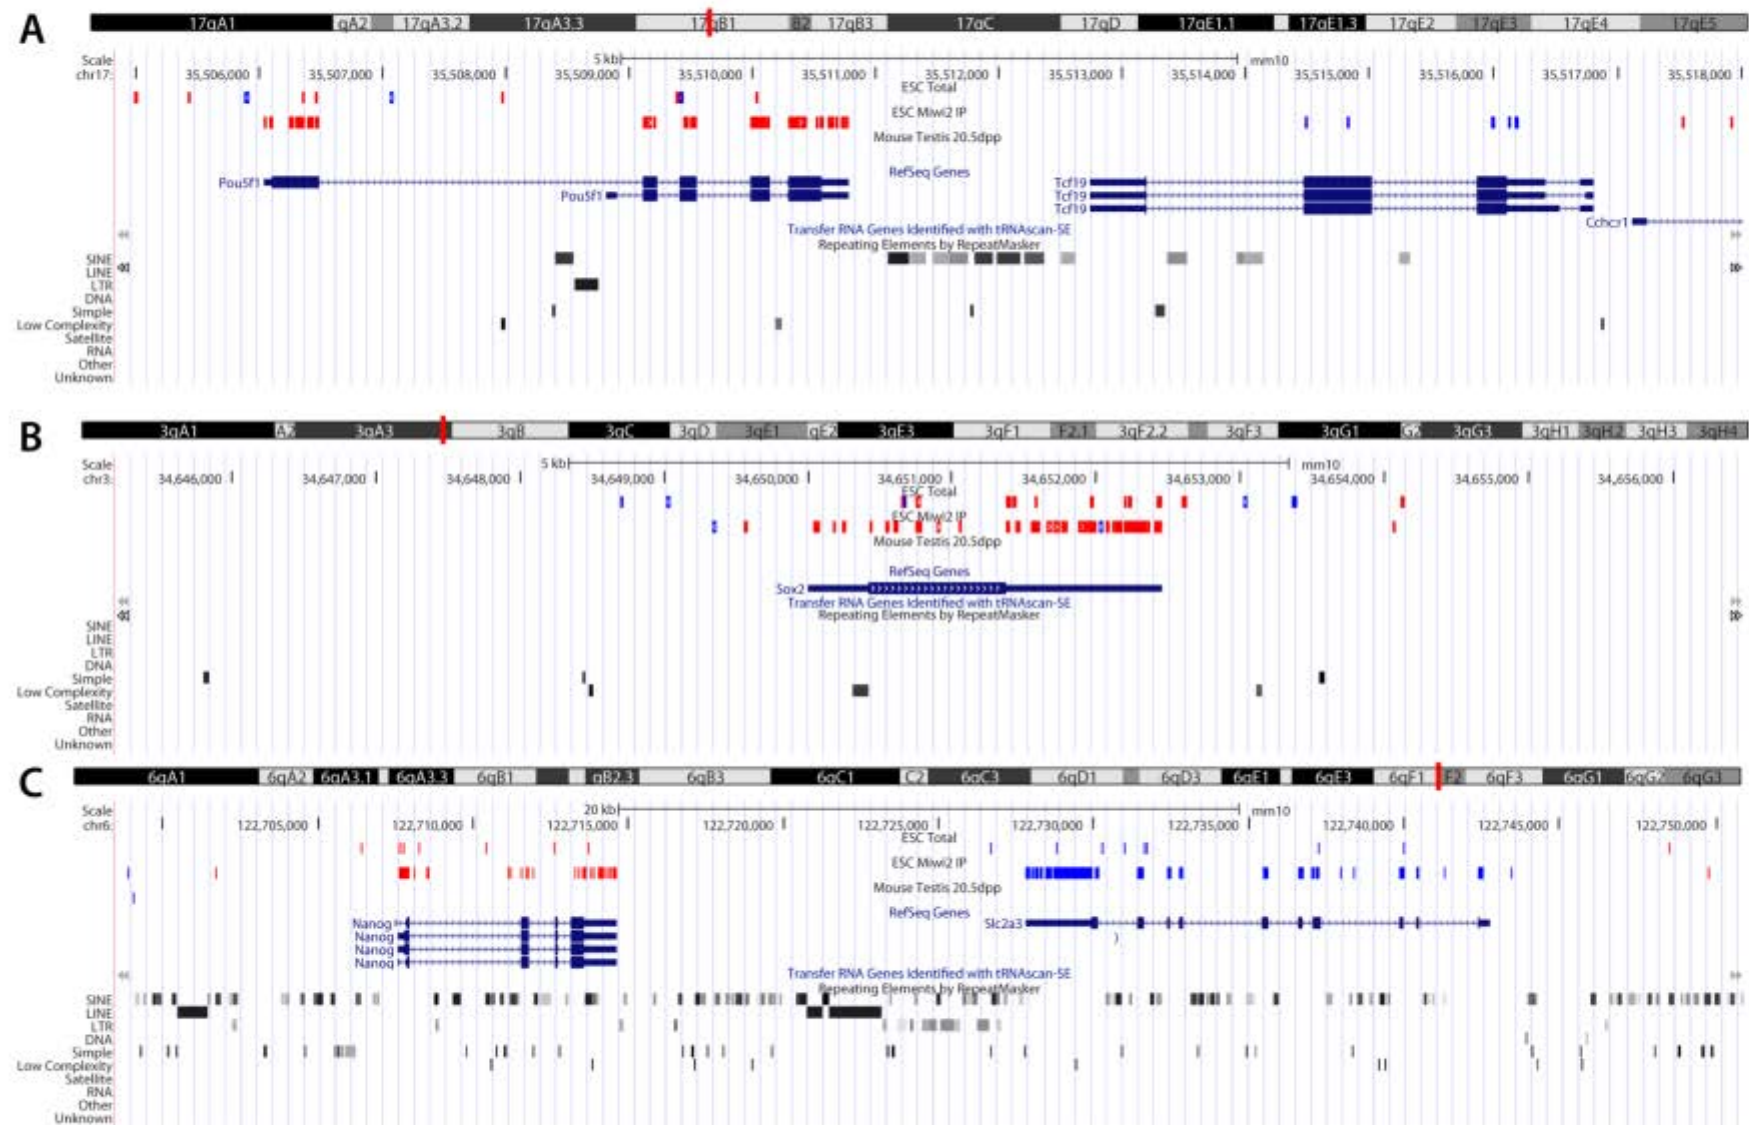 A
17qA1 qA2 17qA3.2 17qA3.3 17qB1 B2 17qB3 17qC 17qD 17qE1.1 17qE1.3 17qE2 17qE3 17qE4 17qE5
Scale 5 kb mm10
chr17: 35,506,000 35,507,000 35,508,000 35,509,000 35,510,000 35,511,000 35,512,000 35,513,000 35,514,000 35,515,000 35,516,000 35,517,000 35,518,000
ESC Total
ESC Miwi2 IP
Mouse Testis 20.5dpp
RefSeq Genes
Pou5f1 Tcf19
Pou5f1 Tcf19
Tcf19
Cchcr1
Transfer RNA Genes Identified with tRNAscan-SE
Repeating Elements by RepeatMasker
SINE
LINE
LTR
DNA
Simple
Low Complexity
Satellite
RNA
Other
Unknown
B
3qA1 A2 3qA3 3qB 3qC 3qD 3qE1 qE2 3qE3 3qF1 F2.1 3qF2.2 3qF3 3qG1 G2 3qG3 3qH1 3qH2 3qH3 3qH4
Scale 5 kb mm10
chr3: 34,646,000 34,647,000 34,648,000 34,649,000 34,650,000 34,651,000 34,652,000 34,653,000 34,654,000 34,655,000 34,656,000
ESC Total
ESC Miwi2 IP
Mouse Testis 20.5dpp
RefSeq Genes
Sox2
Transfer RNA Genes Identified with tRNAscan-SE
Repeating Elements by RepeatMasker
SINE
LINE
LTR
DNA
Simple
Low Complexity
Satellite
RNA
Other
Unknown
C
6qA1 6qA2 6qA3.1 6qA3.3 6qB1 qB2.3 6qB3 6qC1 C2 6qC3 6qD1 6qD3 6qE1 6qE3 6qF1 F2 6qF3 6qG1 6qG2 6qG3
Scale 20 kb mm10
chr6: 122,705,000 122,710,000 122,715,000 122,720,000 122,725,000 122,730,000 122,735,000 122,740,000 122,745,000 122,750,000
ESC Total
ESC Miwi2 IP
Mouse Testis 20.5dpp
RefSeq Genes
Nanog Slc2a3
Nanog
Nanog
Nanog
Transfer RNA Genes Identified with tRNAscan-SE
Repeating Elements by RepeatMasker
SINE
LINE
LTR
DNA
Simple
Low Complexity
Satellite
RNA
Other
Unknown